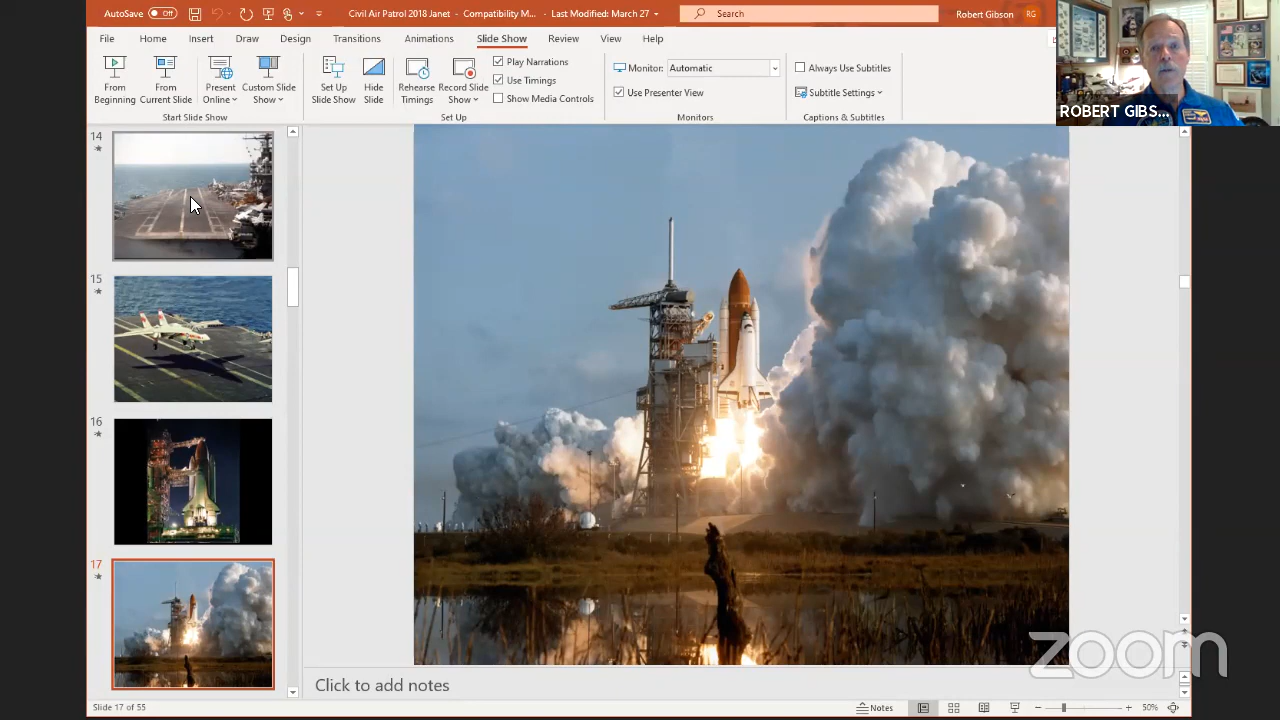 AutoSave Off Civil Air Patrol 2018 Janet - Compatibility M... - Last Modified: March 27 Search Robert Gibson RG
File Home Insert Draw Design Transitions Animations Slide Show Review View Help
From Beginning
From Current Slide
Present Online
Custom Slide Show
Start Slide Show
Set Up Slide Show
Hide Slide
Rehearse Timings
Record Slide Show
Play Narrations
Use Timings
Show Media Controls
Set Up
Monitor: Automatic
Use Presenter View
Monitors
Always Use Subtitles
Subtitle Settings
Captions & Subtitles
ROBERT GIBS...
14
15
16
17
zoom
Click to add notes
Slide 17 of 55 Notes 50%